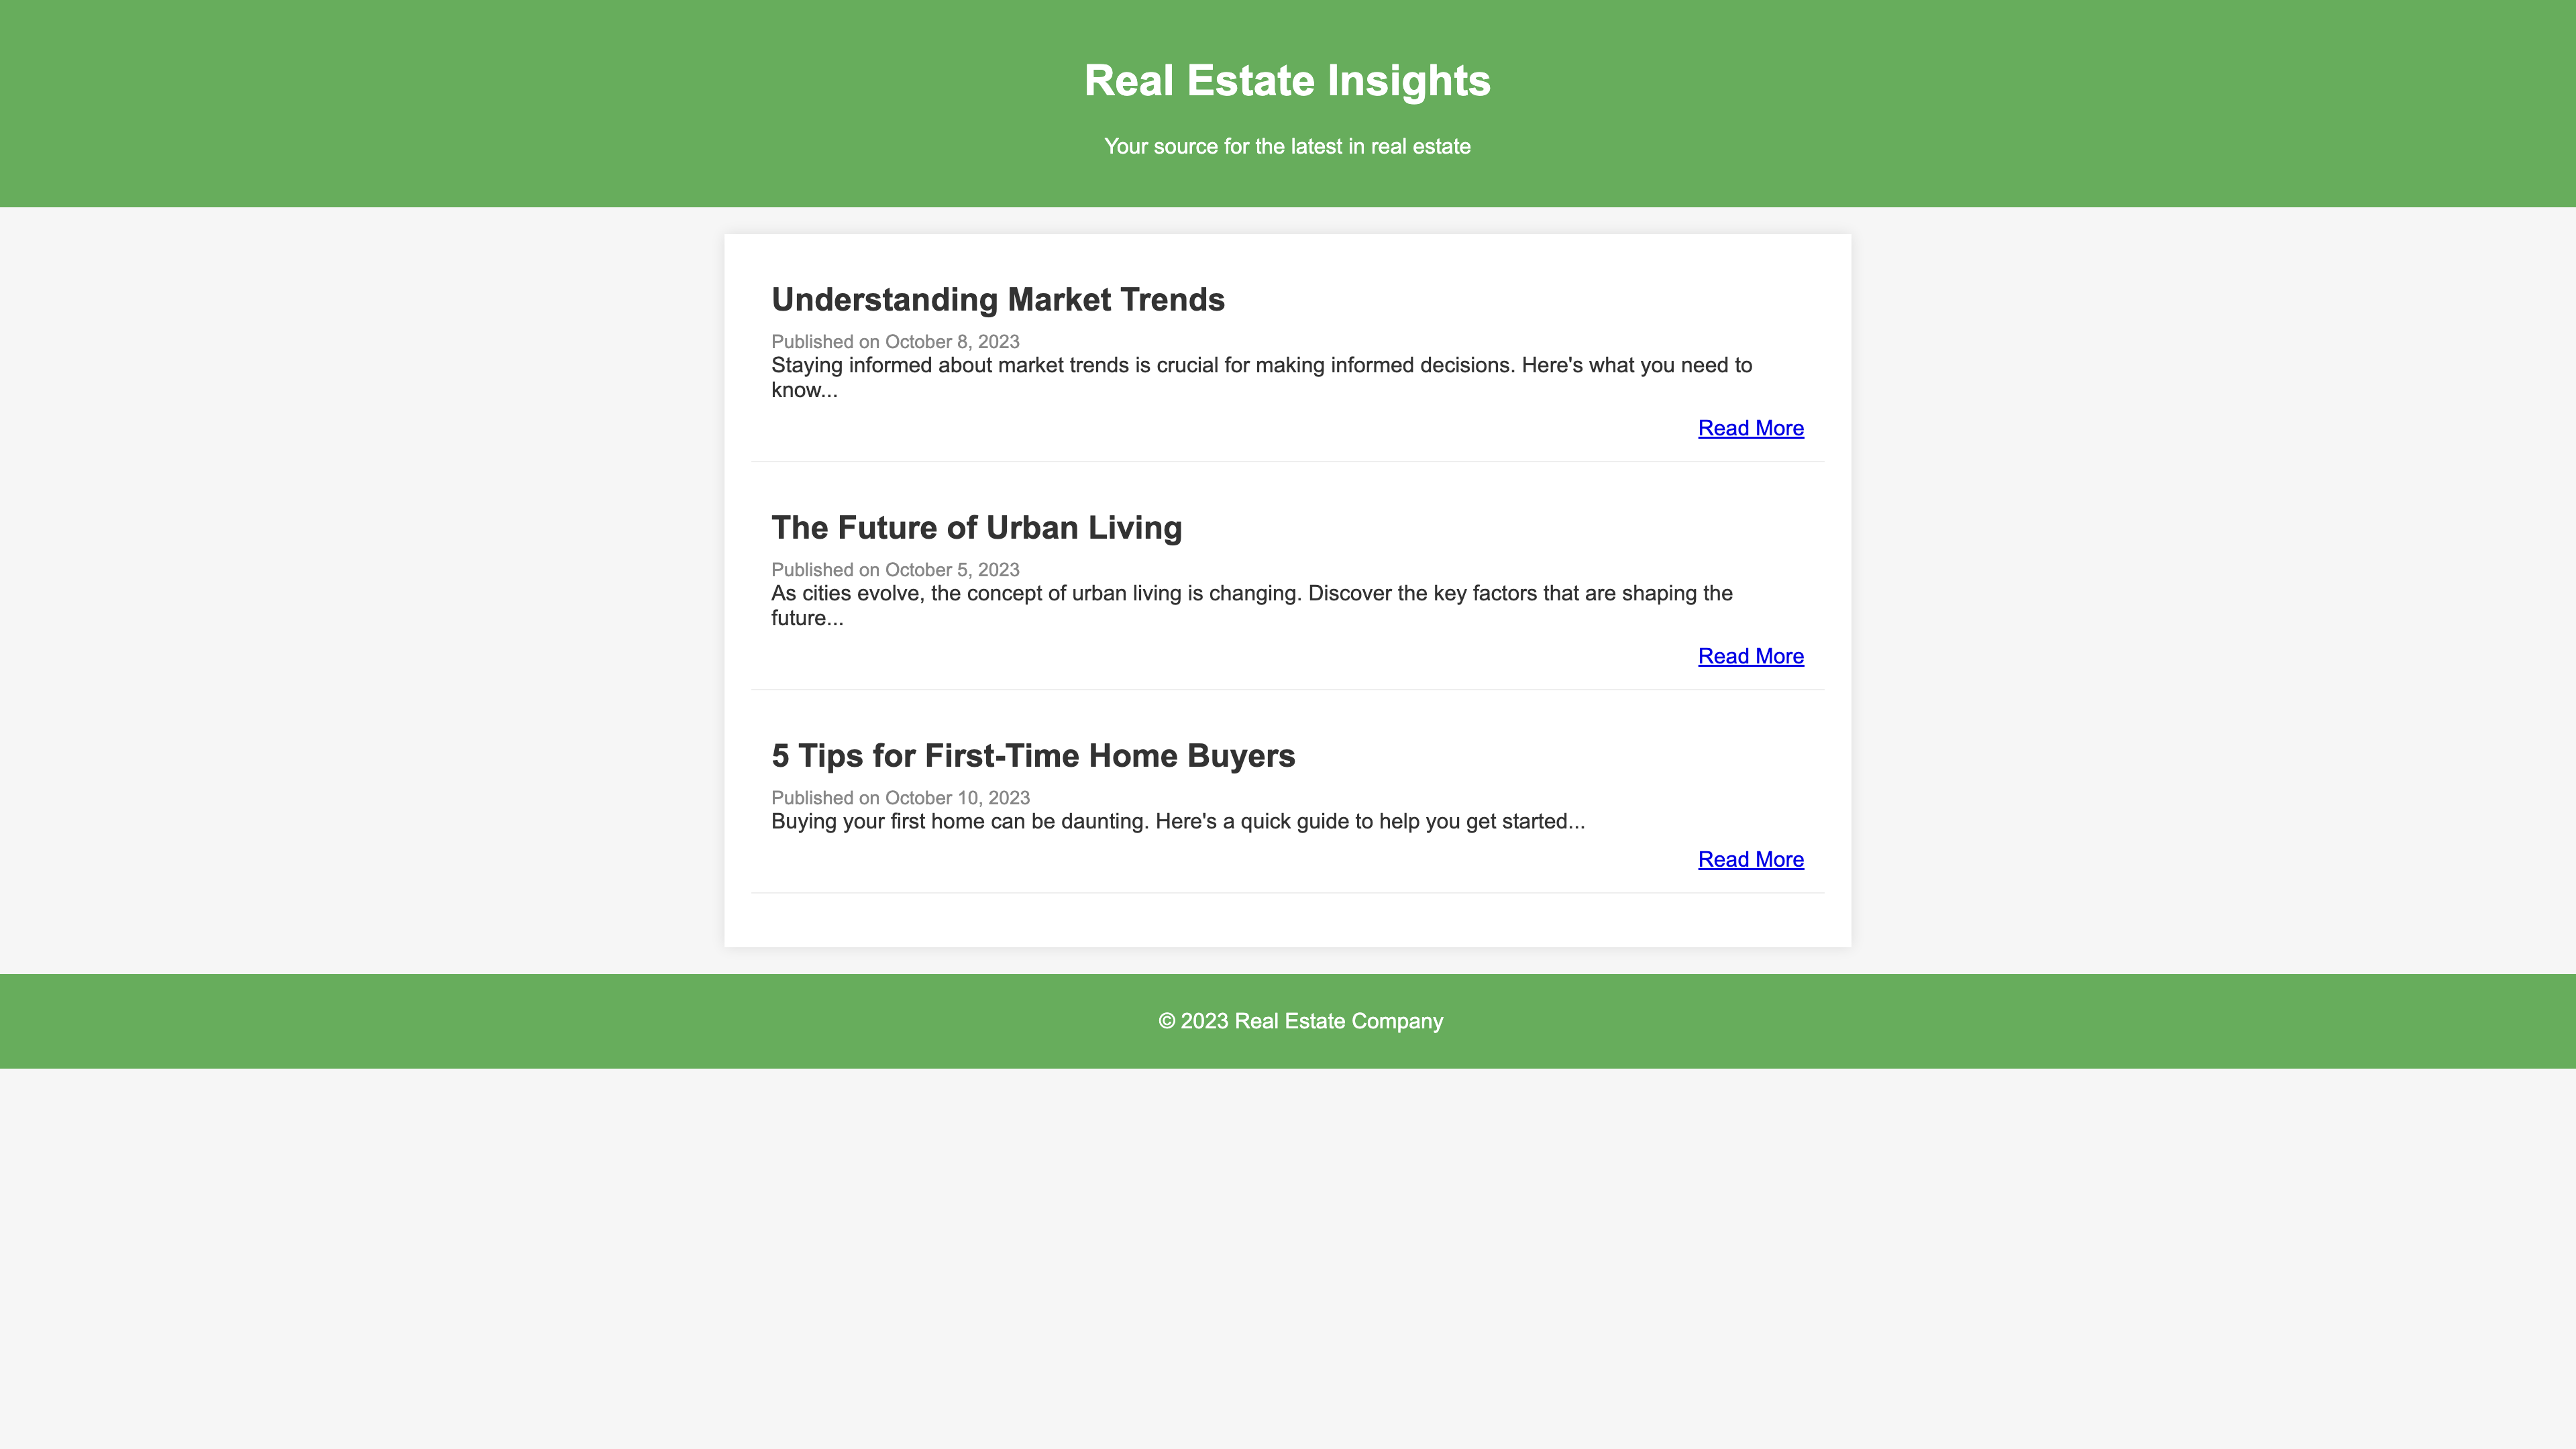 Real Estate Insights
Your source for the latest in real estate
Understanding Market Trends
Published on October 8, 2023
Staying informed about market trends is crucial for making informed decisions. Here's what you need to
know...
Read More
The Future of Urban Living
Published on October 5, 2023
As cities evolve, the concept of urban living is changing. Discover the key factors that are shaping the
future...
Read More
5 Tips for First-Time Home Buyers
Published on October 10, 2023
Buying your first home can be daunting. Here's a quick guide to help you get started...
Read More
© 2023 Real Estate Company